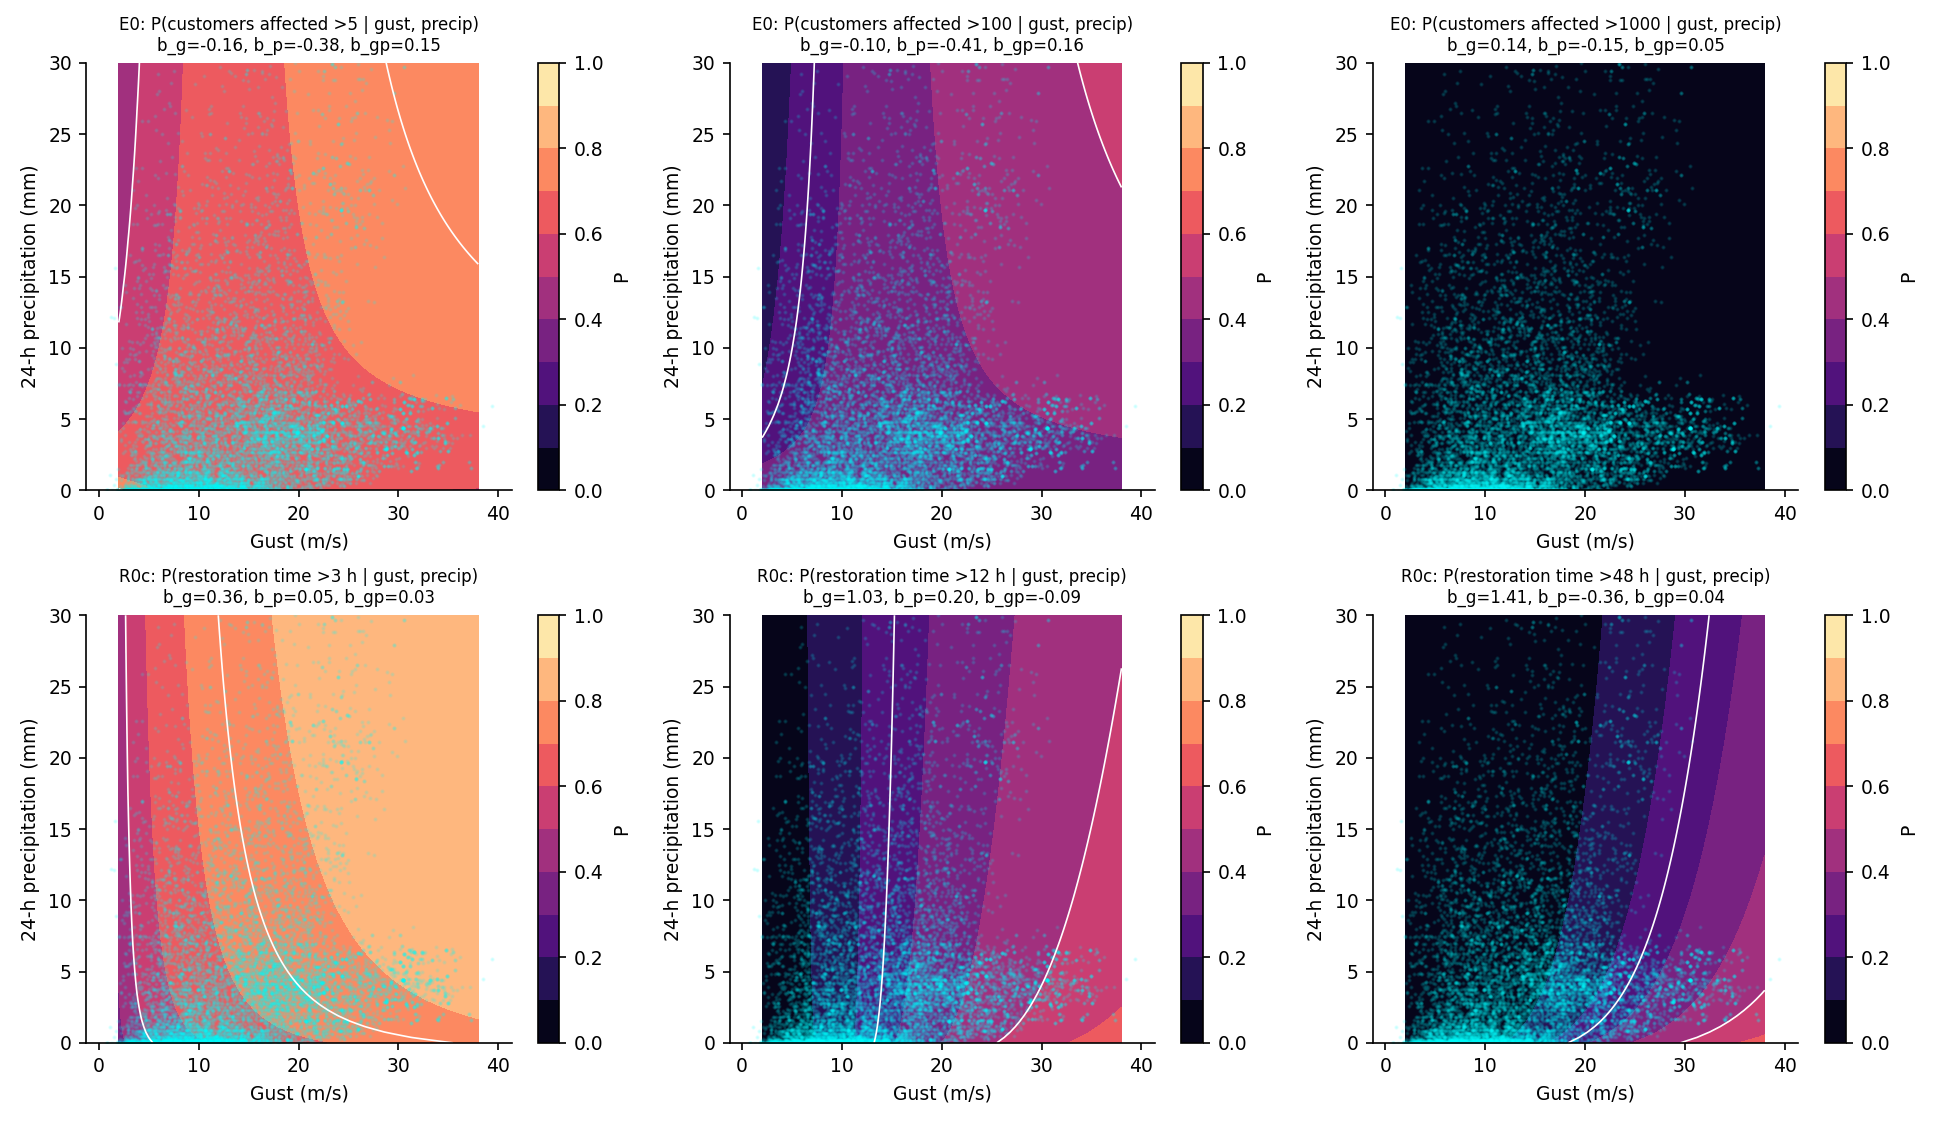 E0: P(customers affected >5 | gust, precip)
b_g=-0.16, b_p=-0.38, b_gp=0.15
30
25
20
15
10
5
0
24-h precipitation (mm)
0 10 20 30 40
Gust (m/s)
1.0
0.8
0.6
0.4
0.2
0.0
P
E0: P(customers affected >100 | gust, precip)
b_g=-0.10, b_p=-0.41, b_gp=0.16
30
25
20
15
10
5
0
24-h precipitation (mm)
0 10 20 30 40
Gust (m/s)
1.0
0.8
0.6
0.4
0.2
0.0
P
E0: P(customers affected >1000 | gust, precip)
b_g=0.14, b_p=-0.15, b_gp=0.05
30
25
20
15
10
5
0
24-h precipitation (mm)
0 10 20 30 40
Gust (m/s)
1.0
0.8
0.6
0.4
0.2
0.0
P
R0c: P(restoration time >3 h | gust, precip)
b_g=0.36, b_p=0.05, b_gp=0.03
30
25
20
15
10
5
0
24-h precipitation (mm)
0 10 20 30 40
Gust (m/s)
1.0
0.8
0.6
0.4
0.2
0.0
P
R0c: P(restoration time >12 h | gust, precip)
b_g=1.03, b_p=0.20, b_gp=-0.09
30
25
20
15
10
5
0
24-h precipitation (mm)
0 10 20 30 40
Gust (m/s)
1.0
0.8
0.6
0.4
0.2
0.0
P
R0c: P(restoration time >48 h | gust, precip)
b_g=1.41, b_p=-0.36, b_gp=0.04
30
25
20
15
10
5
0
24-h precipitation (mm)
0 10 20 30 40
Gust (m/s)
1.0
0.8
0.6
0.4
0.2
0.0
P